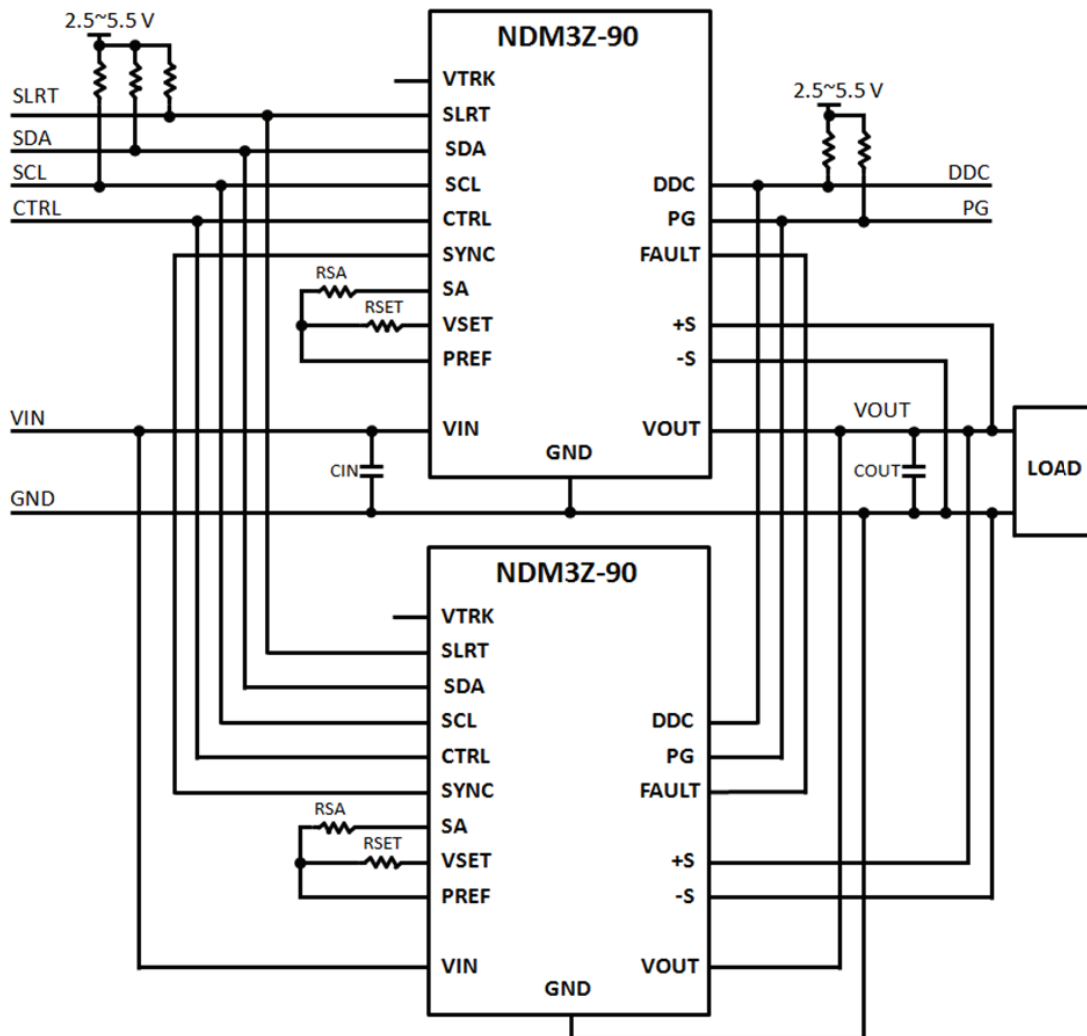 2.5~5.5 V
SLRT
SDA
SCL
CTRL
VIN
GND
NDM3Z-90
VTRK
SLRT
SDA
SCL
CTRL
SYNC
SA
VSET
PREF
VIN
GND
DDC
PG
FAULT
+S
-S
VOUT
RSA
RSET
CIN
2.5~5.5 V
DDC
PG
VOUT
COUT
LOAD
NDM3Z-90
VTRK
SLRT
SDA
SCL
CTRL
SYNC
SA
VSET
PREF
VIN
GND
DDC
PG
FAULT
+S
-S
VOUT
RSA
RSET